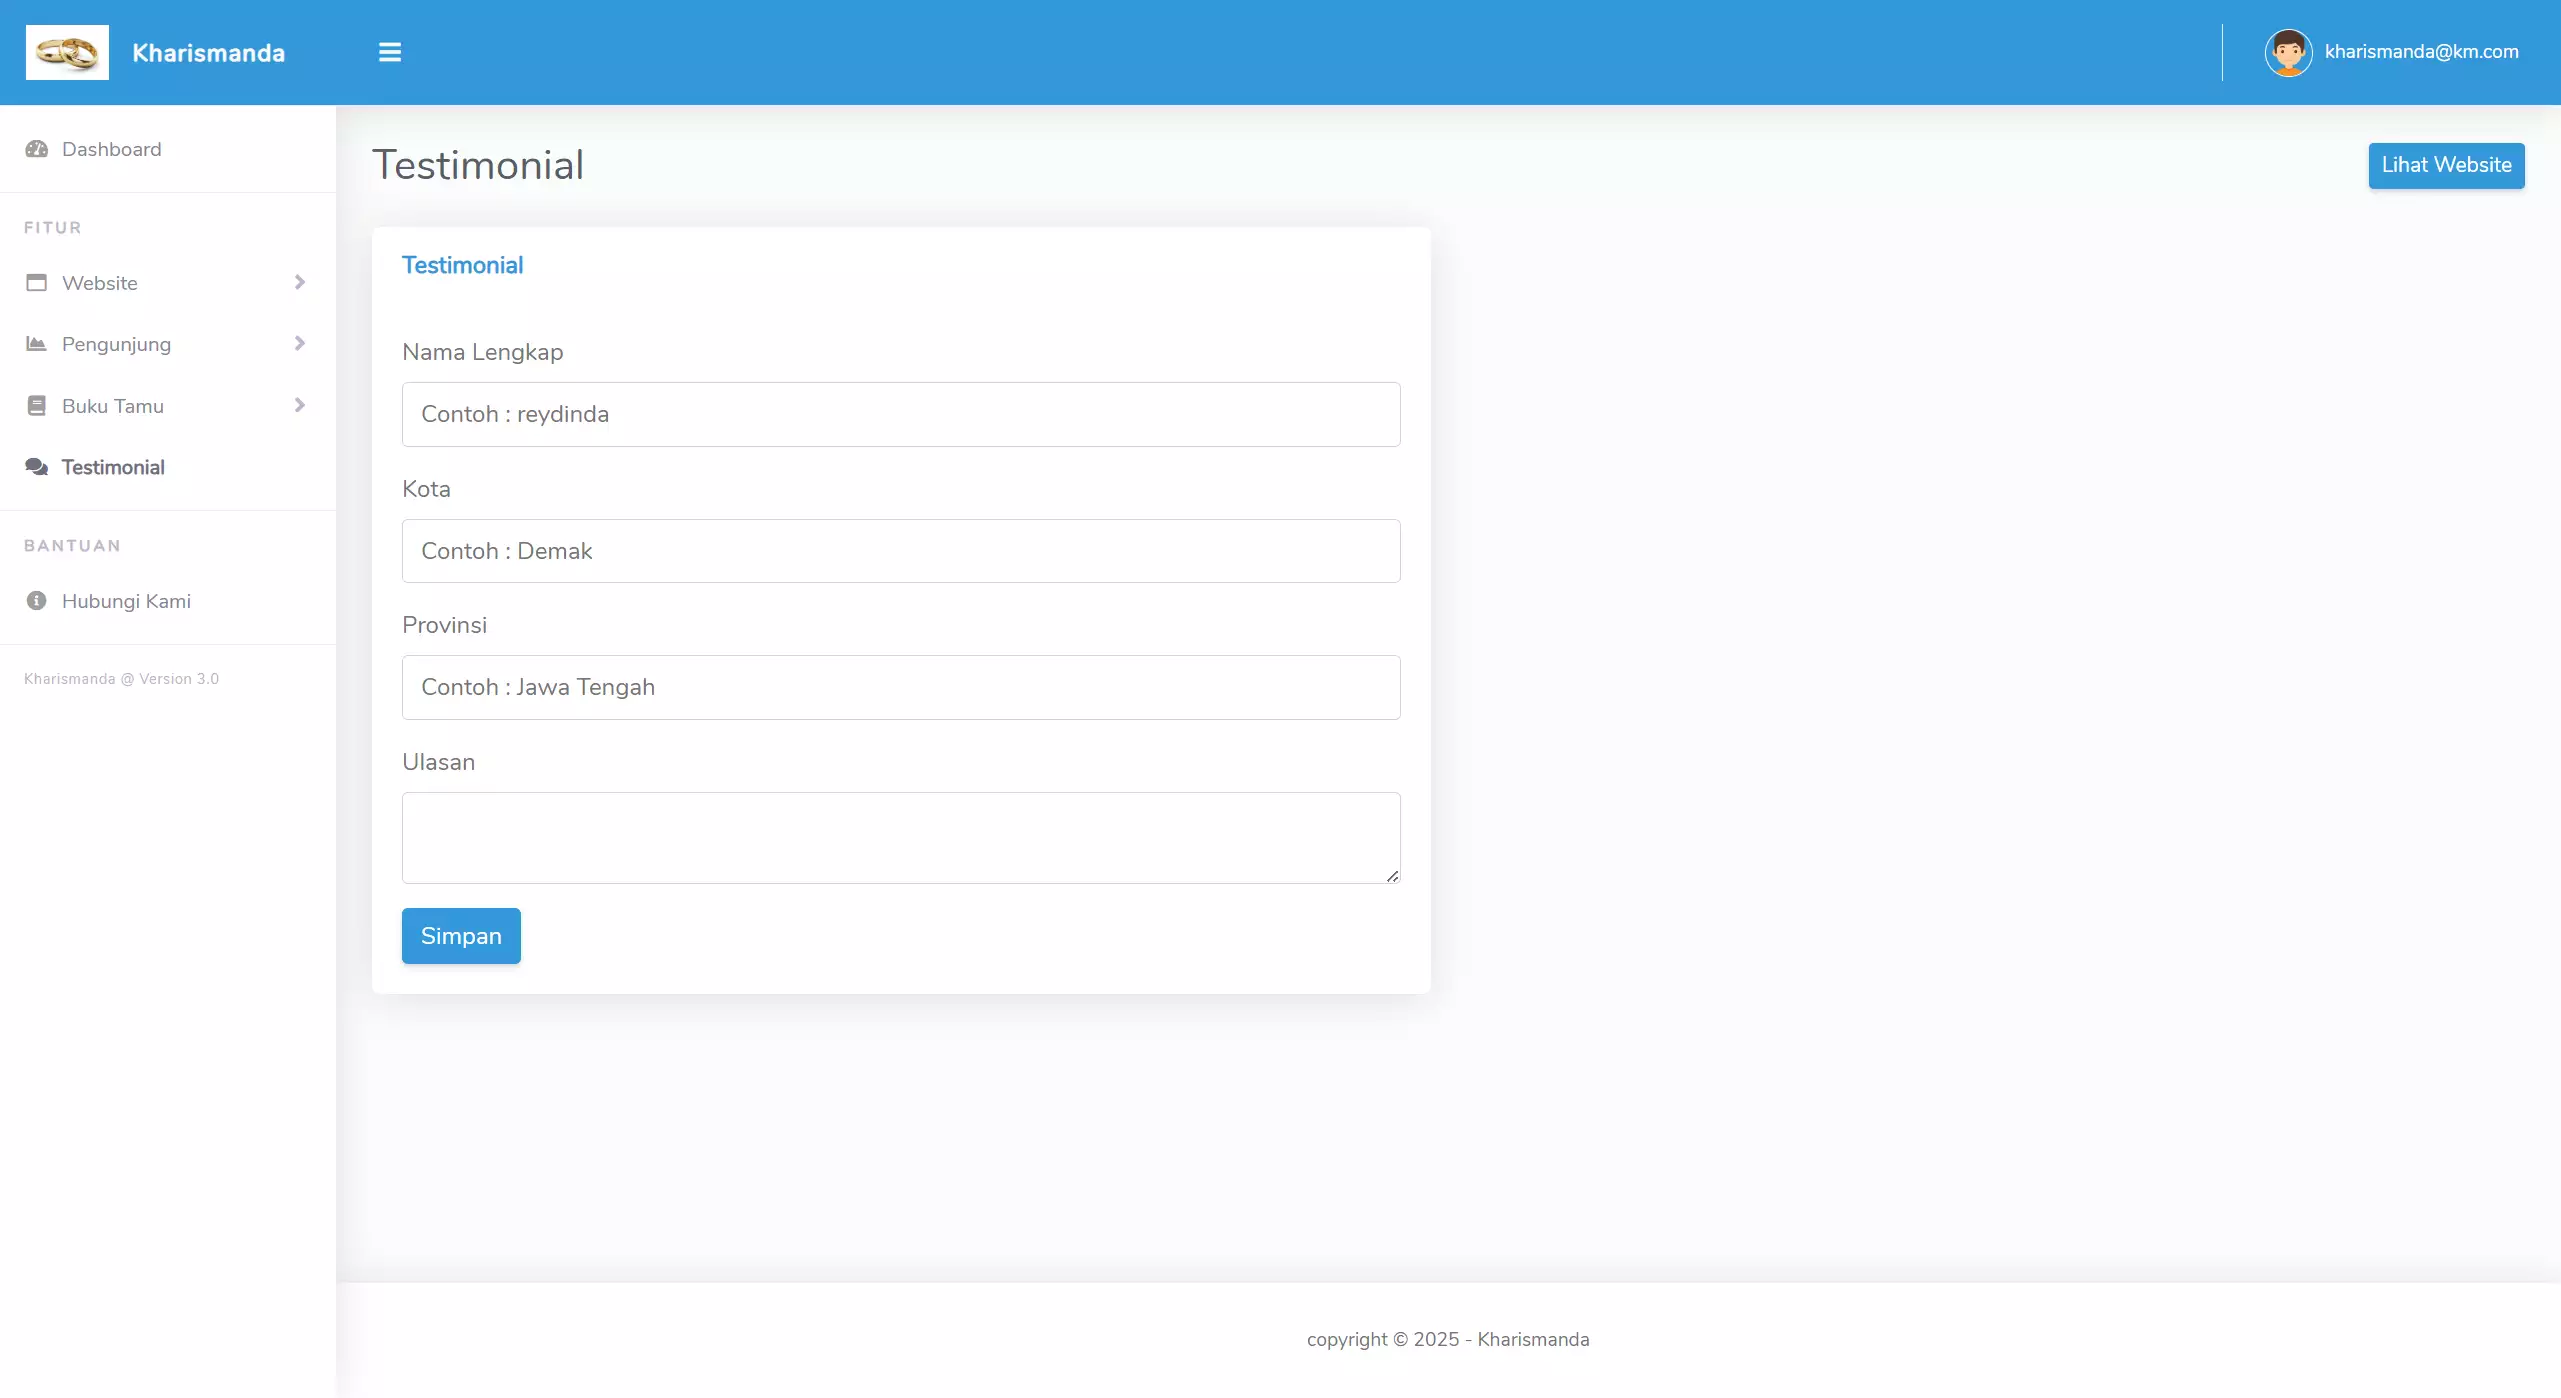 Kharismanda
kharismanda@km.com
Dashboard
FITUR
Website
Pengunjung
Buku Tamu
Testimonial
BANTUAN
Hubungi Kami
Kharismanda @ Version 3.0
Testimonial
Lihat Website
Testimonial
Nama Lengkap
Contoh : reydinda
Kota
Contoh : Demak
Provinsi
Contoh : Jawa Tengah
Ulasan
Simpan
copyright © 2025 - Kharismanda